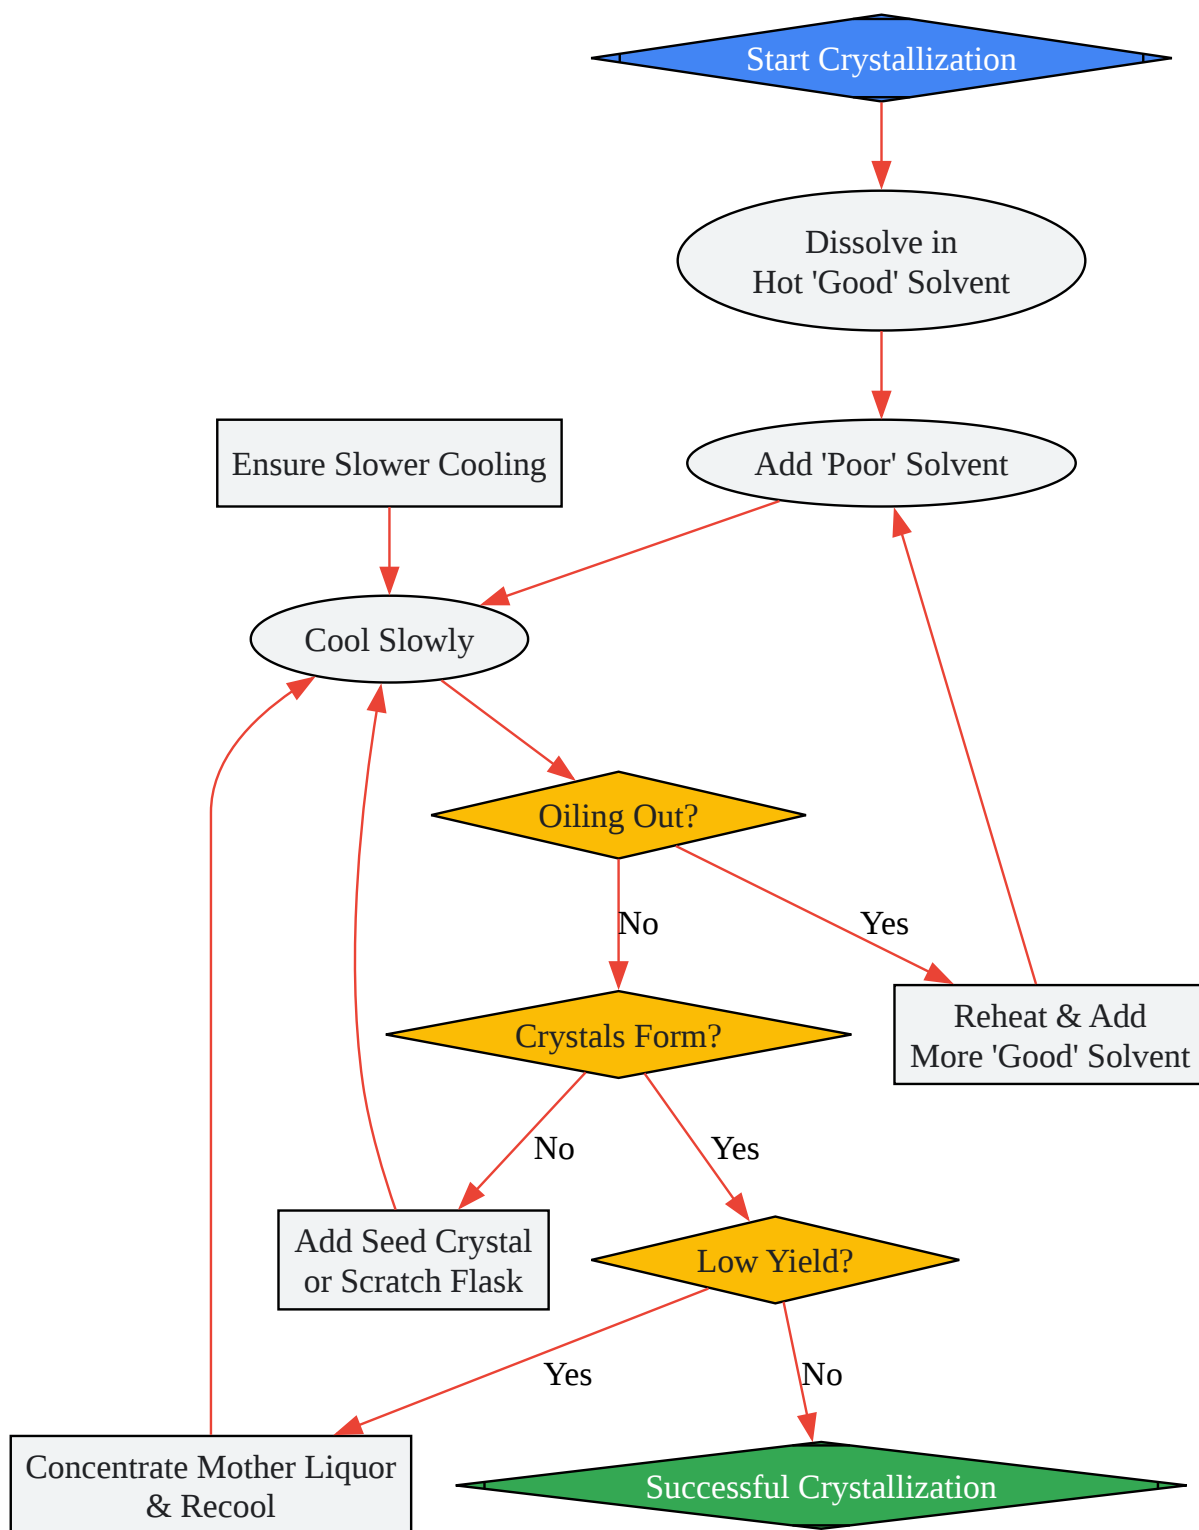 Start Crystallization
Dissolve in
Hot 'Good' Solvent
Ensure Slower Cooling
Add 'Poor' Solvent
Cool Slowly
Oiling Out?
No
Yes
Reheat & Add
More 'Good' Solvent
Crystals Form?
No
Yes
Add Seed Crystal
or Scratch Flask
Low Yield?
Yes
No
Concentrate Mother Liquor
& Recool
Successful Crystallization